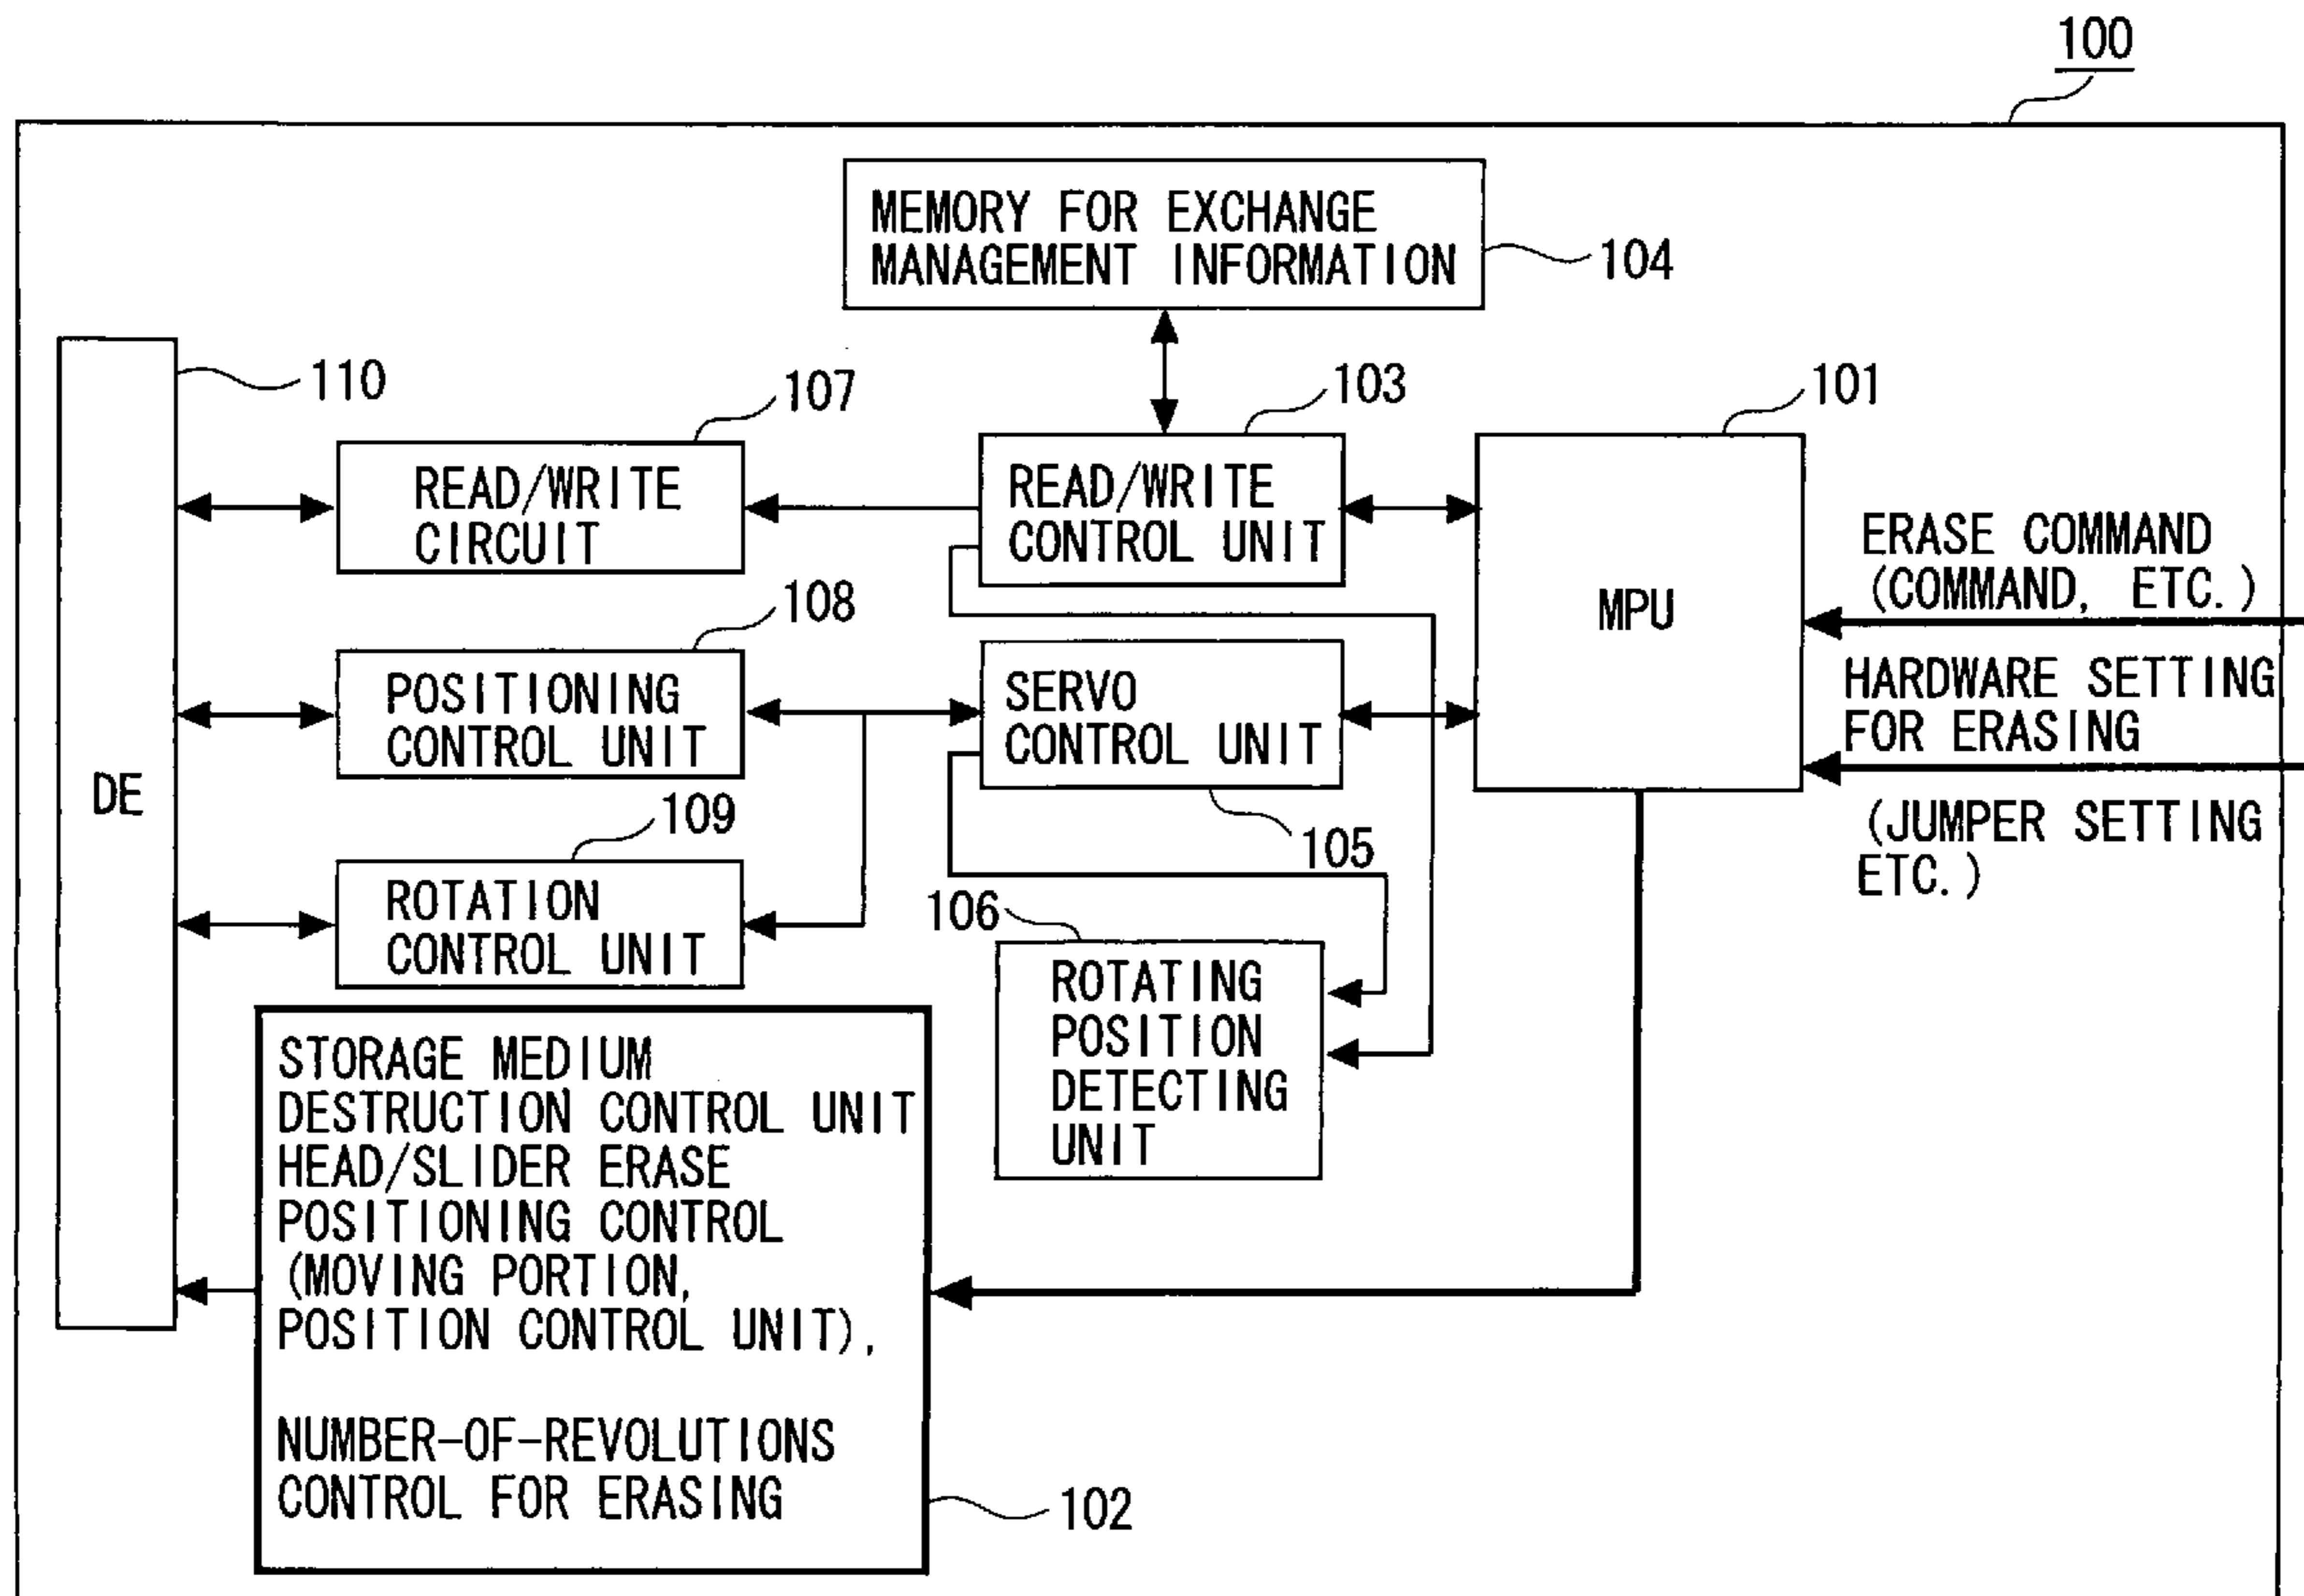 100
MEMORY FOR EXCHANGE
MANAGEMENT INFORMATION
104
110
107
103
101
READ/WRITE
CIRCUIT
READ/WRITE
CONTROL UNIT
MPU
ERASE COMMAND
(COMMAND, ETC.)
108
POSITIONING
CONTROL UNIT
SERVO
CONTROL UNIT
HARDWARE SETTING
FOR ERASING
DE
109
105
(JUMPER SETTING
ETC.)
ROTATION
CONTROL UNIT
106
ROTATING
POSITION
DETECTING
UNIT
STORAGE MEDIUM
DESTRUCTION CONTROL UNIT
HEAD/SLIDER ERASE
POSITIONING CONTROL
(MOVING PORTION,
POSITION CONTROL UNIT),
NUMBER-OF-REVOLUTIONS
CONTROL FOR ERASING
102